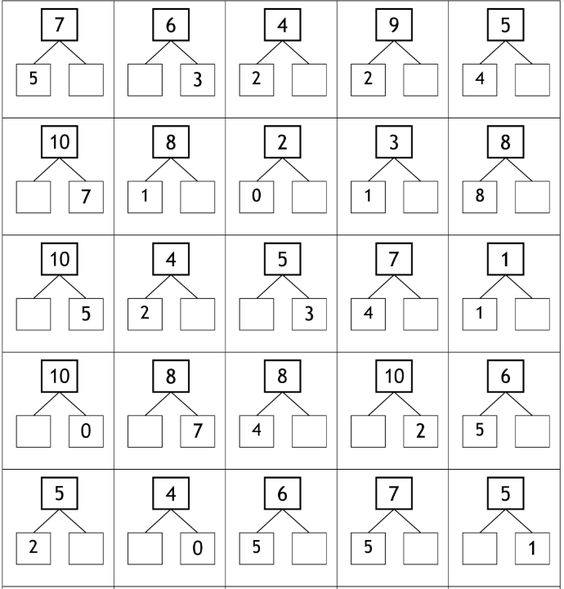 7 6 4 9 5
5 3 2 2 4
10 8 2 3 8
7 1 0 1 8
10 4 5 7 1
5 2 3 4 1
10 8 8 10 6
0 7 4 2 5
5 4 6 7 5
2 0 5 5 1